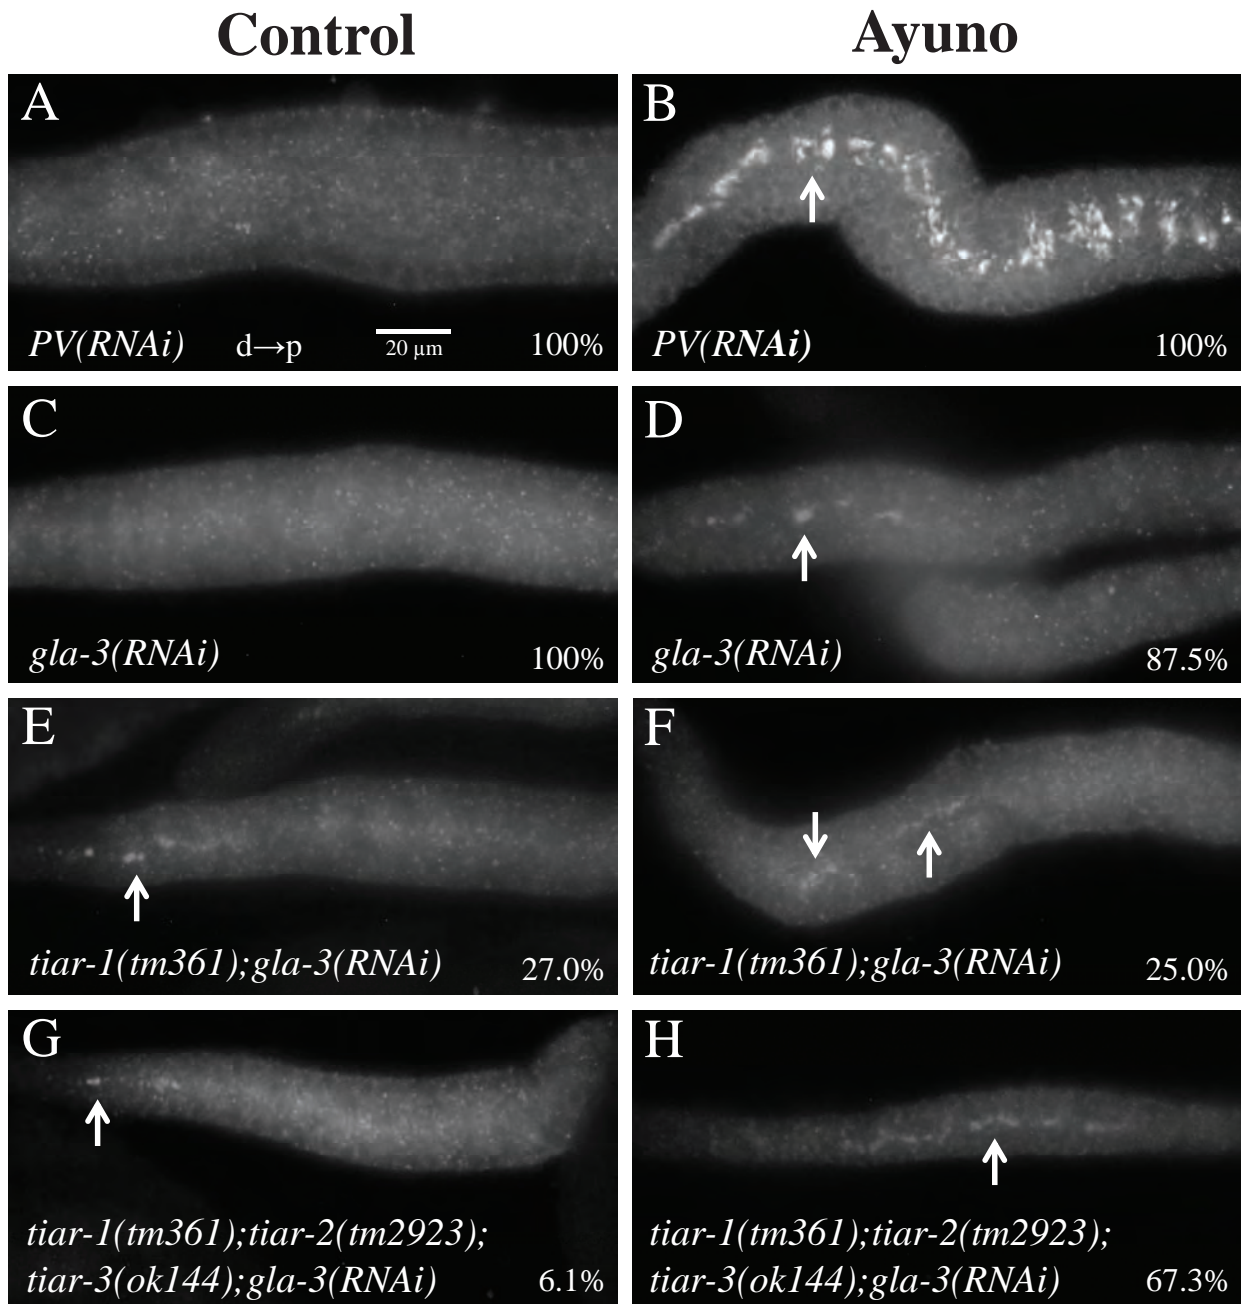 Control
Ayuno
A
PV(RNAi) d→p 20 µm 100%
B
PV(RNAi) 100%
C
gla-3(RNAi) 100%
D
gla-3(RNAi) 87.5%
E
tiar-1(tm361);gla-3(RNAi) 27.0%
F
tiar-1(tm361);gla-3(RNAi) 25.0%
G
tiar-1(tm361);tiar-2(tm2923);
tiar-3(ok144);gla-3(RNAi) 6.1%
H
tiar-1(tm361);tiar-2(tm2923);
tiar-3(ok144);gla-3(RNAi) 67.3%